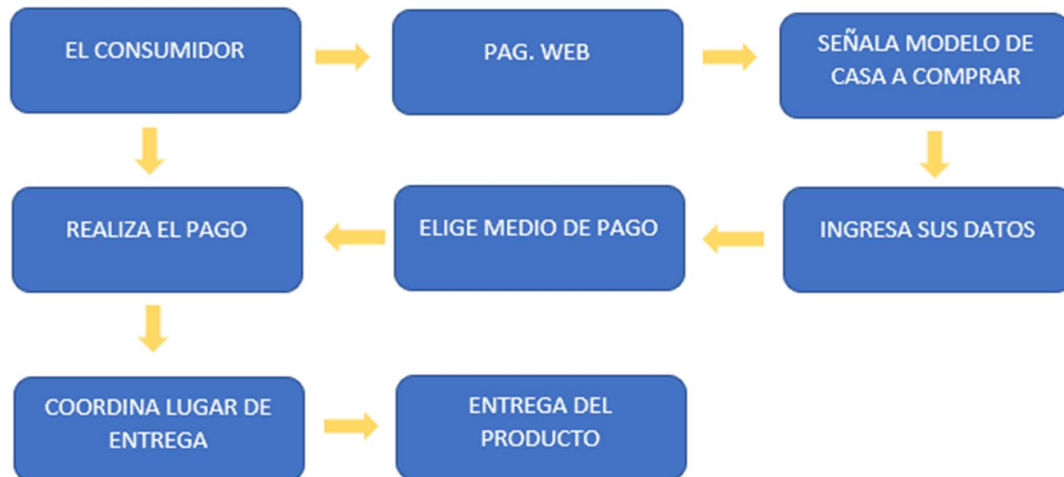 EL CONSUMIDOR
PAG. WEB
SEÑALA MODELO DE
CASA A COMPRAR
INGRESA SUS DATOS
ELIGE MEDIO DE PAGO
REALIZA EL PAGO
COORDINA LUGAR DE
ENTREGA
ENTREGA DEL
PRODUCTO